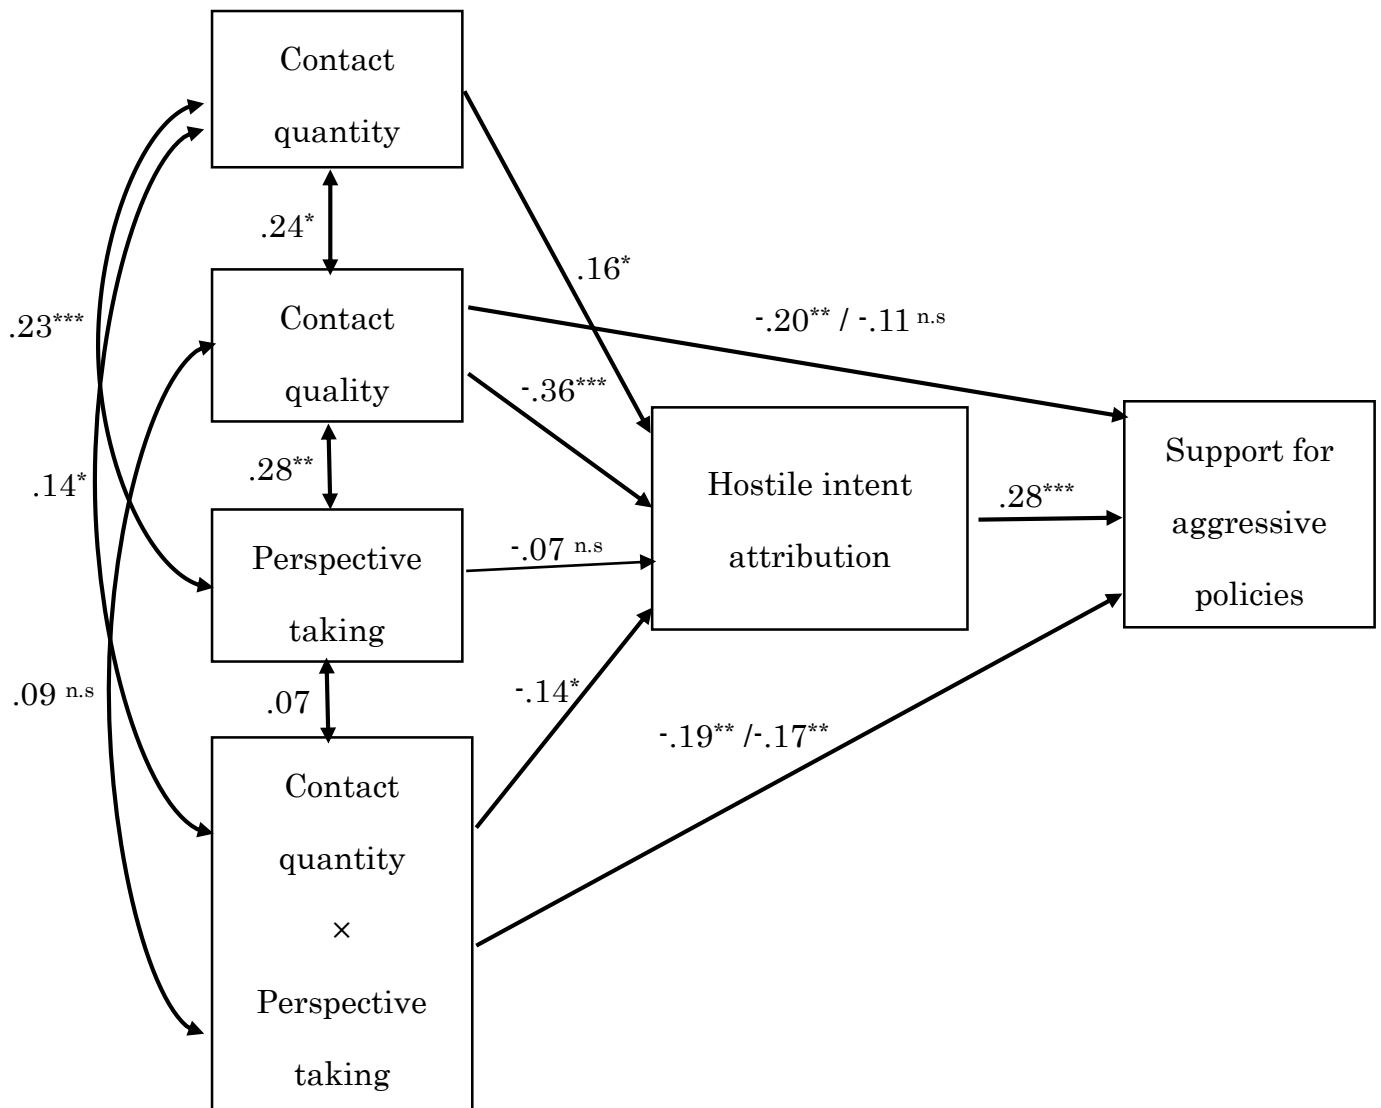 Contact
quantity
.24*
.16*
.23***
Contact
quality
-.20** / -.11 n.s
-.36***
.28**
.14*
Perspective
taking
-.07 n.s
Hostile intent
attribution
.28***
Support for
aggressive
policies
.09 n.s
.07
-.14*
-.19** /-.17**
Contact
quantity
×
Perspective
taking